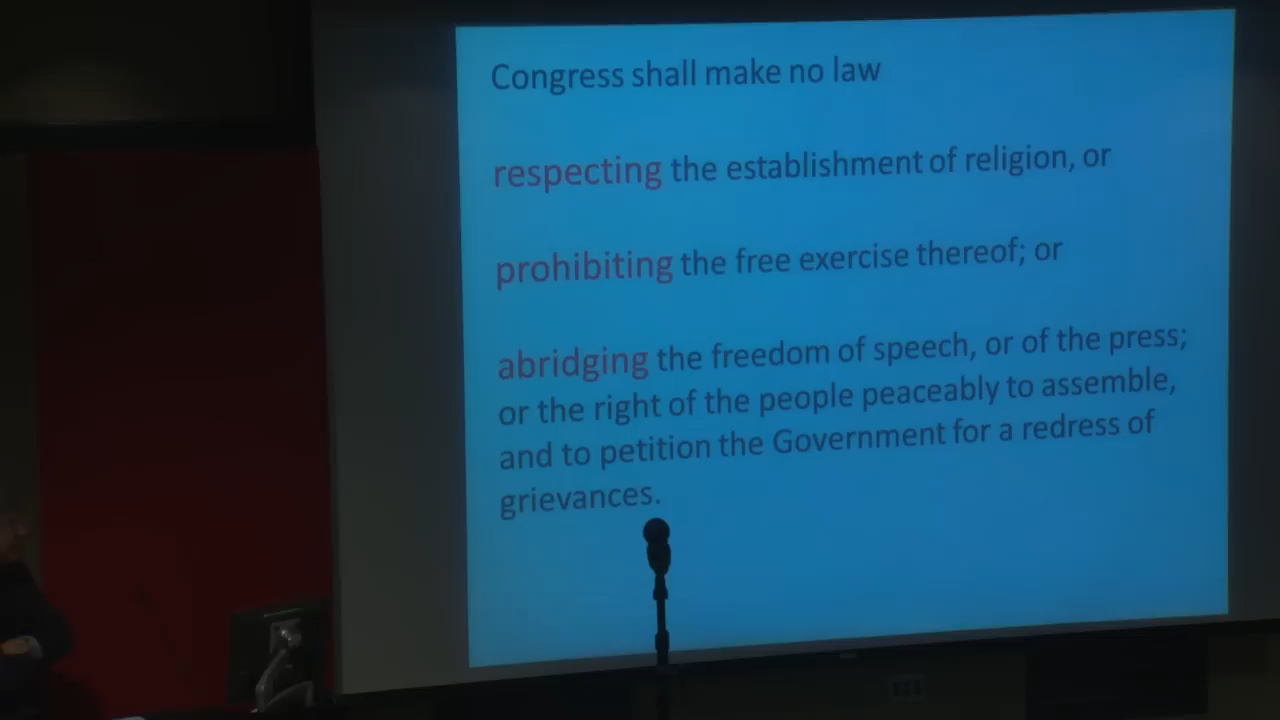 Congress shall make no law
respecting the establishment of religion, or
prohibiting the free exercise thereof; or
abridging the freedom of speech, or of the press;
or the right of the people peaceably to assemble,
and to petition the Government for a redress of
grievances.